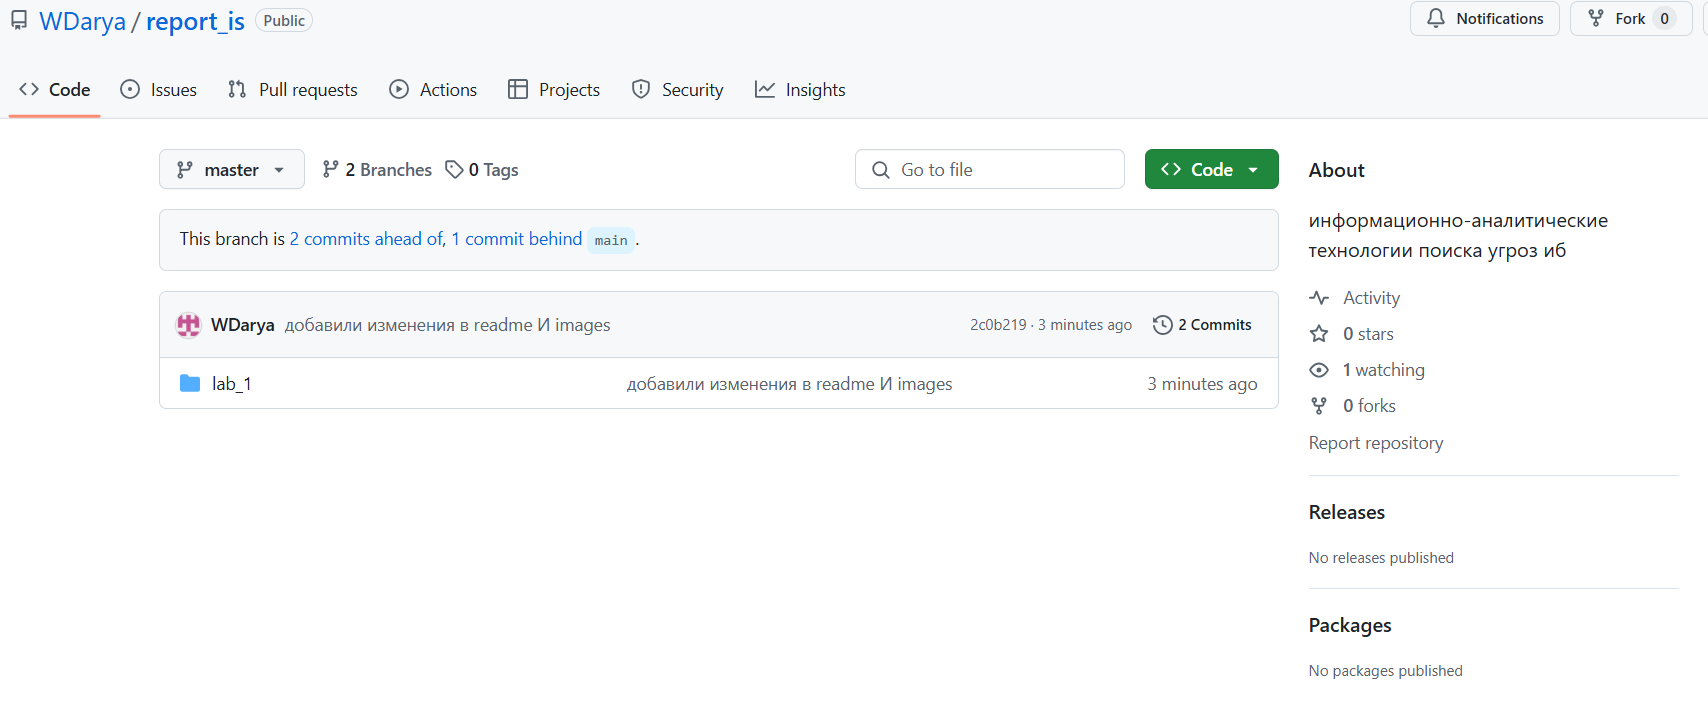 WDarya / report_is Public
Notifications Fork 0
Code Issues Pull requests Actions Projects Security Insights
master 2 Branches 0 Tags Go to file Code
This branch is 2 commits ahead of, 1 commit behind main .
WDarya добавили изменения в readme И images 2c0b219 · 3 minutes ago 2 Commits
lab_1 добавили изменения в readme И images 3 minutes ago
About
информационно-аналитические
технологии поиска угроз иб
Activity
0 stars
1 watching
0 forks
Report repository
Releases
No releases published
Packages
No packages published